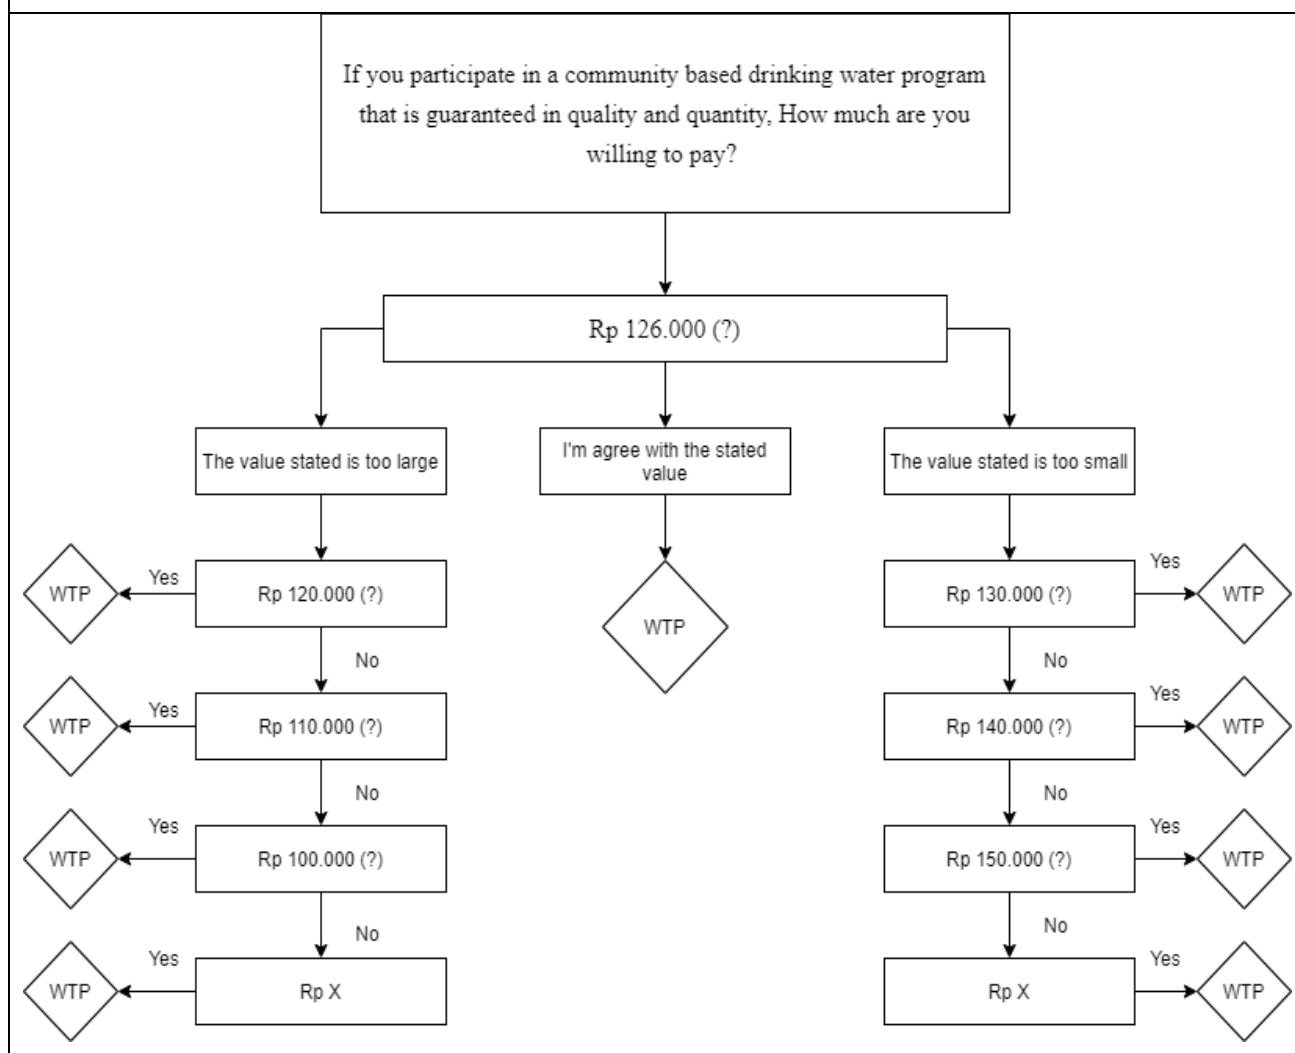 If you participate in a community based drinking water program
that is guaranteed in quality and quantity, How much are you
willing to pay?
Rp 126.000 (?)
The value stated is too large
I'm agree with the stated
value
The value stated is too small
WTP
Yes
Rp 120.000 (?)
WTP
Rp 130.000 (?)
Yes
WTP
No
No
WTP
Yes
Rp 110.000 (?)
Rp 140.000 (?)
Yes
WTP
No
No
WTP
Yes
Rp 100.000 (?)
Rp 150.000 (?)
Yes
WTP
No
No
WTP
Yes
Rp X
Rp X
Yes
WTP